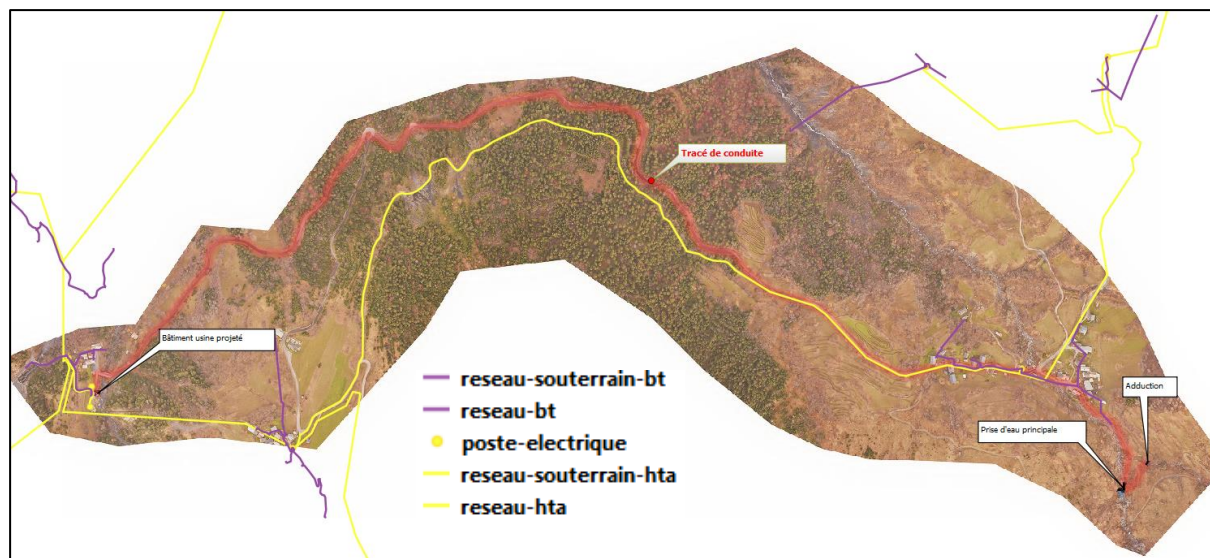 Tracé de conduite
Bâtiment usine projeté
Adduction
Prise d'eau principale
reseau-souterrain-bt
reseau-bt
poste-electrique
reseau-souterrain-hta
reseau-hta